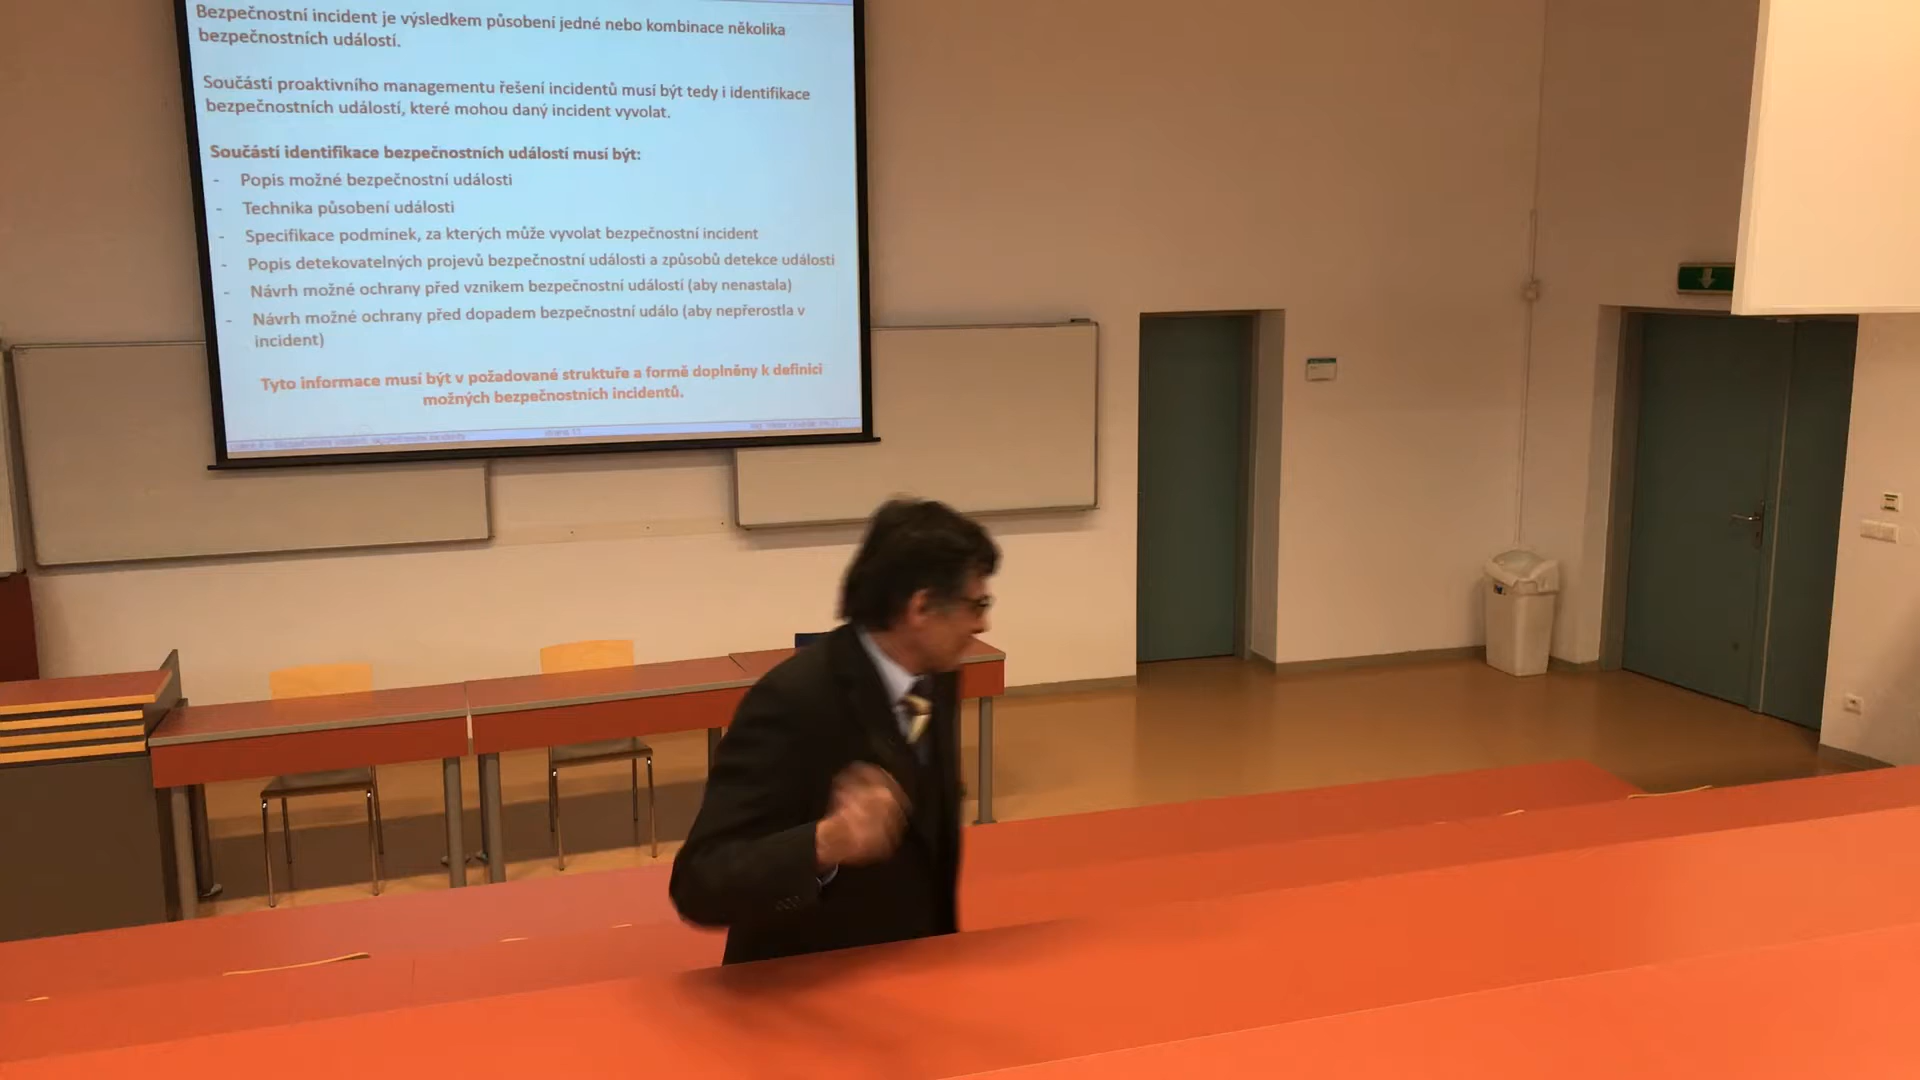 Bezpečnostní incident je výsledkem působení jedné nebo kombinace několika
bezpečnostních událostí.
Součástí proaktivního managementu řešení incidentů musí být tedy i identifikace
bezpečnostních událostí, které mohou daný incident vyvolat.
Součástí identifikace bezpečnostních událostí musí být:
- Popis možné bezpečnostní události
- Technika působení události
- Specifikace podmínek, za kterých může vyvolat bezpečnostní incident
- Popis detekovatelných projevů bezpečnostní události a způsobů detekce události
- Návrh možné ochrany před vznikem bezpečnostní událostí (aby nenastala)
- Návrh možné ochrany před dopadem bezpečnostní událo (aby nepřerostla v
incident)
Tyto informace musí být v požadované struktuře a formě doplněny k definici
možných bezpečnostních incidentů.